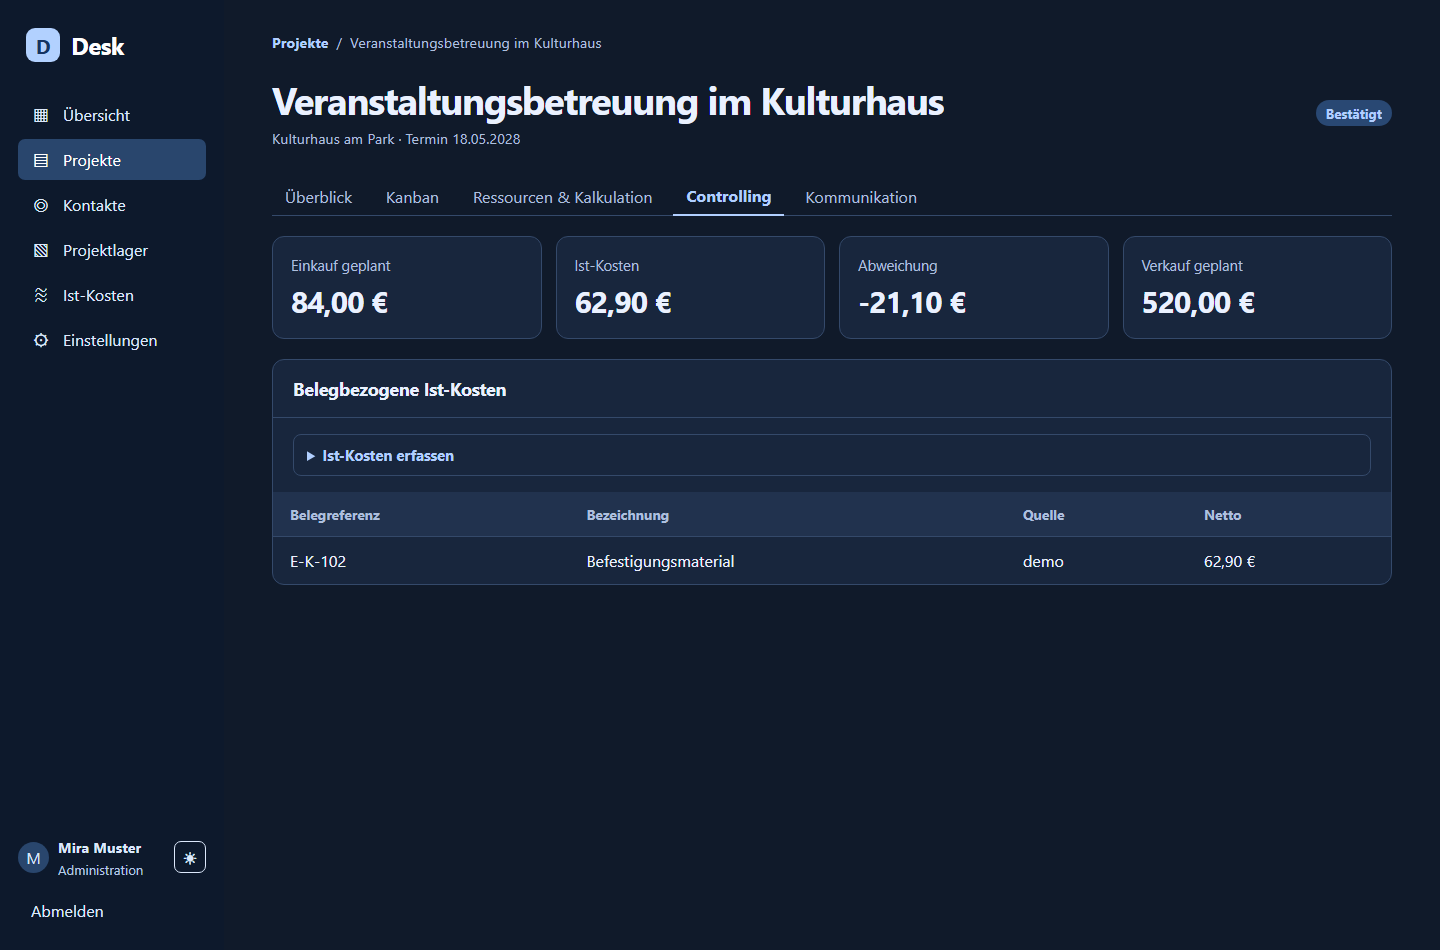 D Desk
Übersicht
Projekte
Kontakte
Projektlager
Ist-Kosten
Einstellungen
Mira Muster
M
Administration
Abmelden
Projekte / Veranstaltungsbetreuung im Kulturhaus
Veranstaltungsbetreuung im Kulturhaus
Kulturhaus am Park · Termin 18.05.2028
Bestätigt
Überblick Kanban Ressourcen & Kalkulation Controlling Kommunikation
Einkauf geplant
84,00 €
Ist-Kosten
62,90 €
Abweichung
-21,10 €
Verkauf geplant
520,00 €
Belegbezogene Ist-Kosten
Ist-Kosten erfassen
Belegreferenz Bezeichnung Quelle Netto
E-K-102 Befestigungsmaterial demo 62,90 €